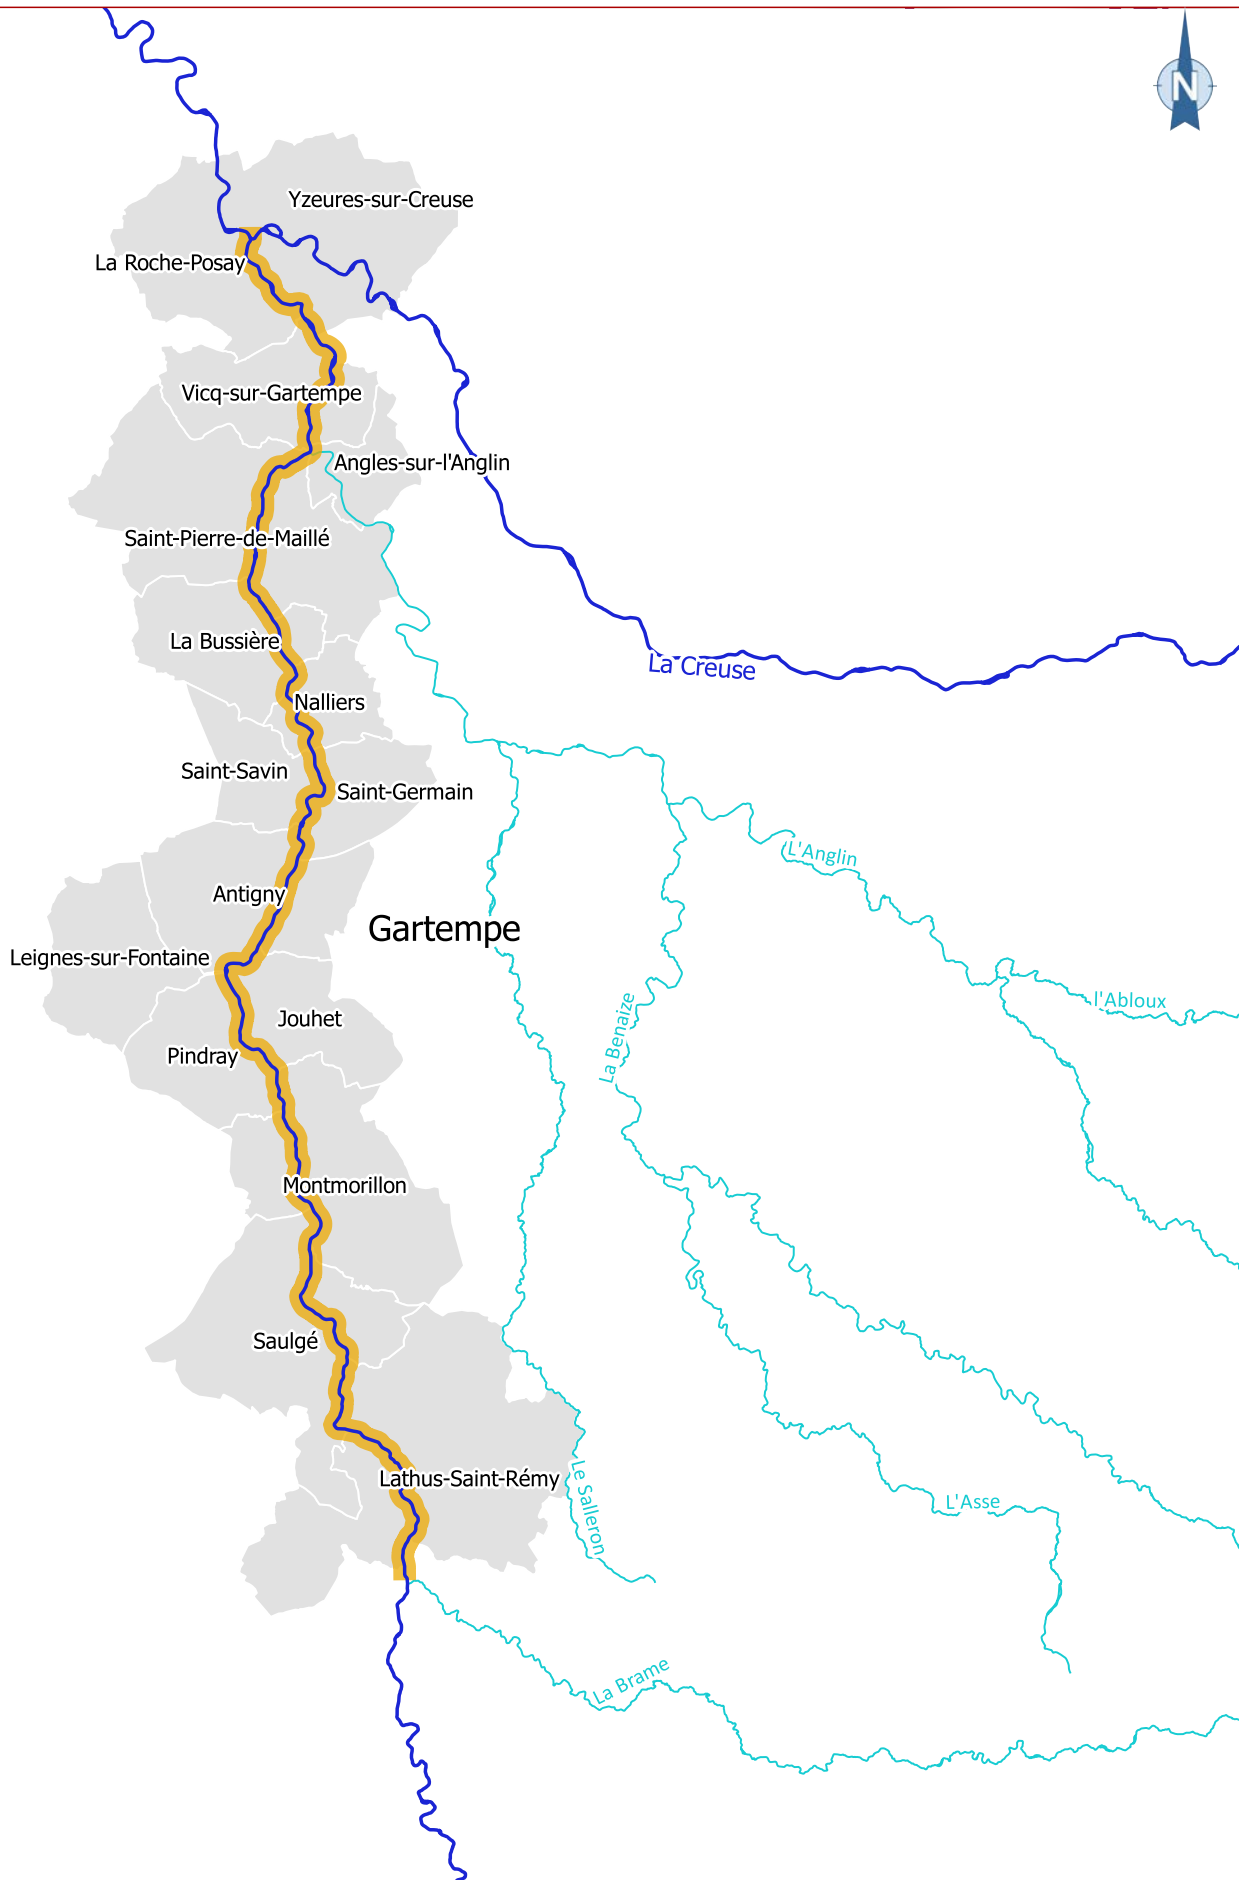 N
Yzeures-sur-Creuse
La Roche-Posay
Vicq-sur-Gartempe
Angles-sur-l'Anglin
Saint-Pierre-de-Maillé
La Bussière
La Creuse
Nalliers
Saint-Savin
Saint-Germain
L'Anglin
Antigny
Gartempe
Leignes-sur-Fontaine
l'Abloux
Jouhet
La Benaize
Pindray
Montmorillon
Saulgé
Lathus-Saint-Rémy
Le Salleron
L'Asse
La Brame